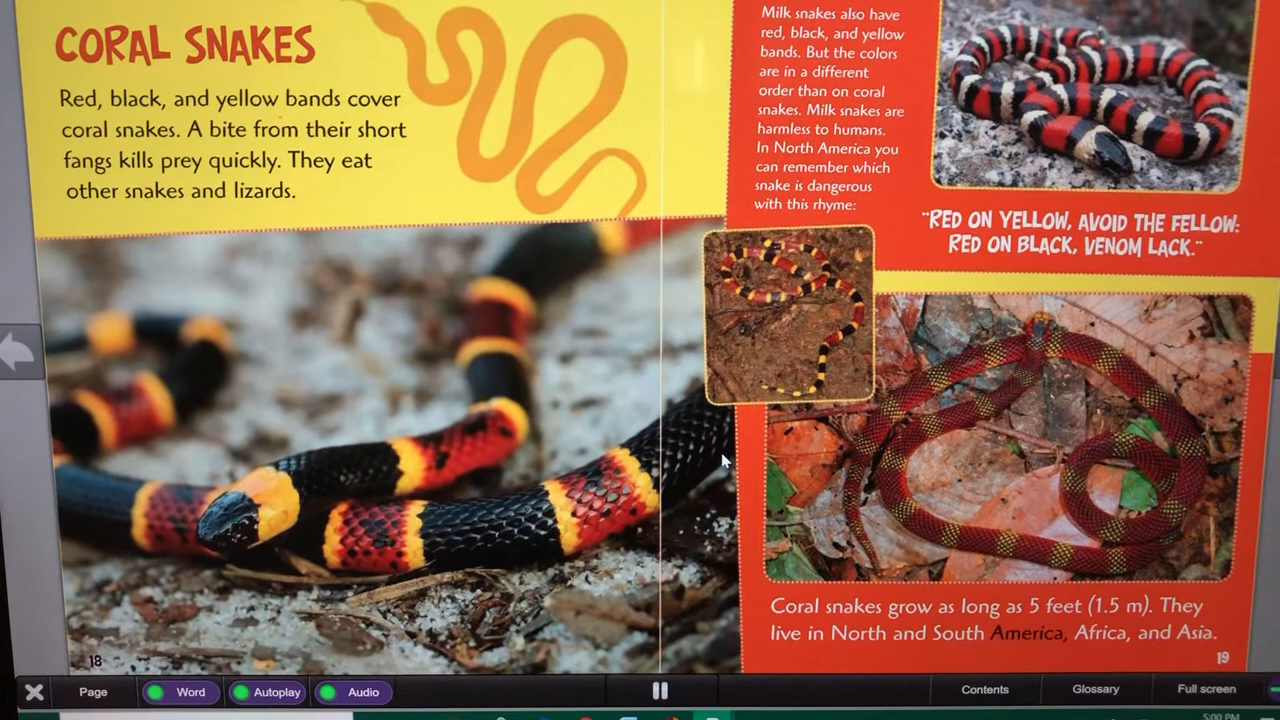 CORAL SNAKES
Red, black, and yellow bands cover
coral snakes. A bite from their short
fangs kills prey quickly. They eat
other snakes and lizards.
18
Milk snakes also have
red, black, and yellow
bands. But the colors
are in a different
order than on coral
snakes. Milk snakes are
harmless to humans.
In North America you
can remember which
snake is dangerous
with this rhyme:
"RED ON YELLOW, AVOID THE FELLOW:
RED ON BLACK, VENOM LACK."
Coral snakes grow as long as 5 feet (1.5 m). They
live in North and South America, Africa, and Asia.
19
Page
Word
Autoplay
Audio
Contents
Glossary
Full screen
5:00 PM